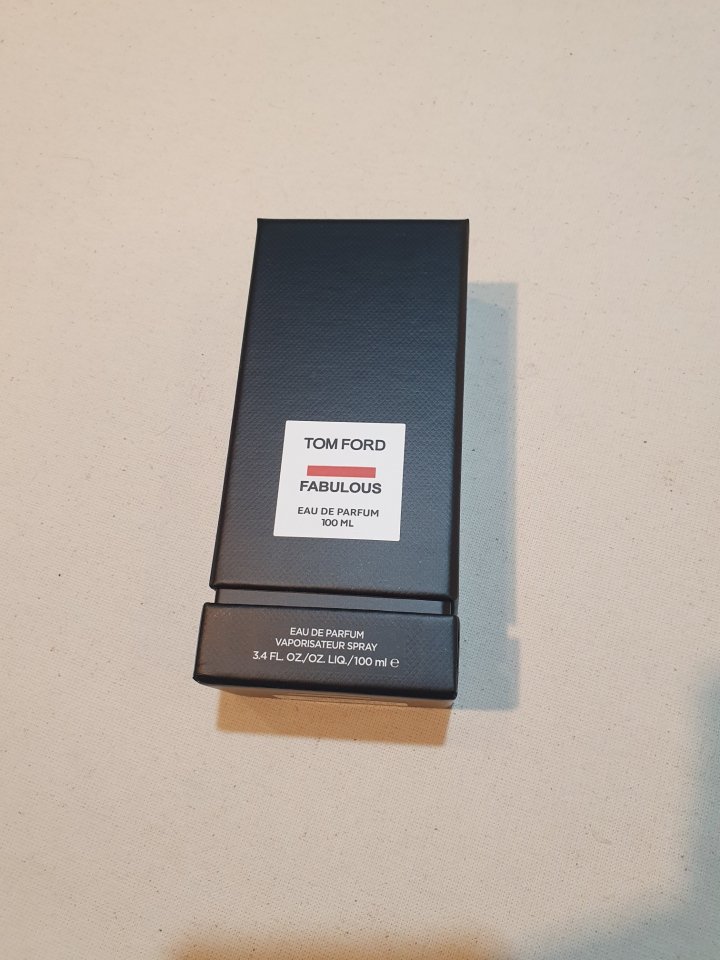 TOM FORD
FABULOUS
EAU DE PARFUM
100 ML
EAU DE PARFUM
VAPORISATEUR SPRAY
3.4 FL. OZ./OZ. LIQ./100 ml ℮